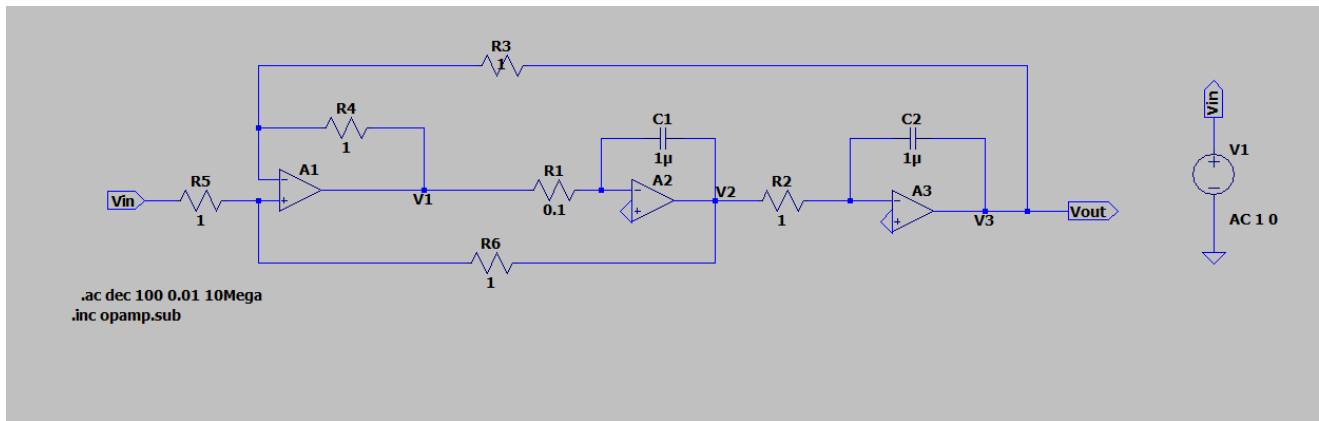 R3
1
R4
1
C1
1µ
C2
1µ
Vin
V1
A1
A2
A3
R5
1
Vin
V1
R1
0.1
V2
R2
1
V3
Vout
AC 1 0
R6
1
.ac dec 100 0.01 10Mega
.inc opamp.sub